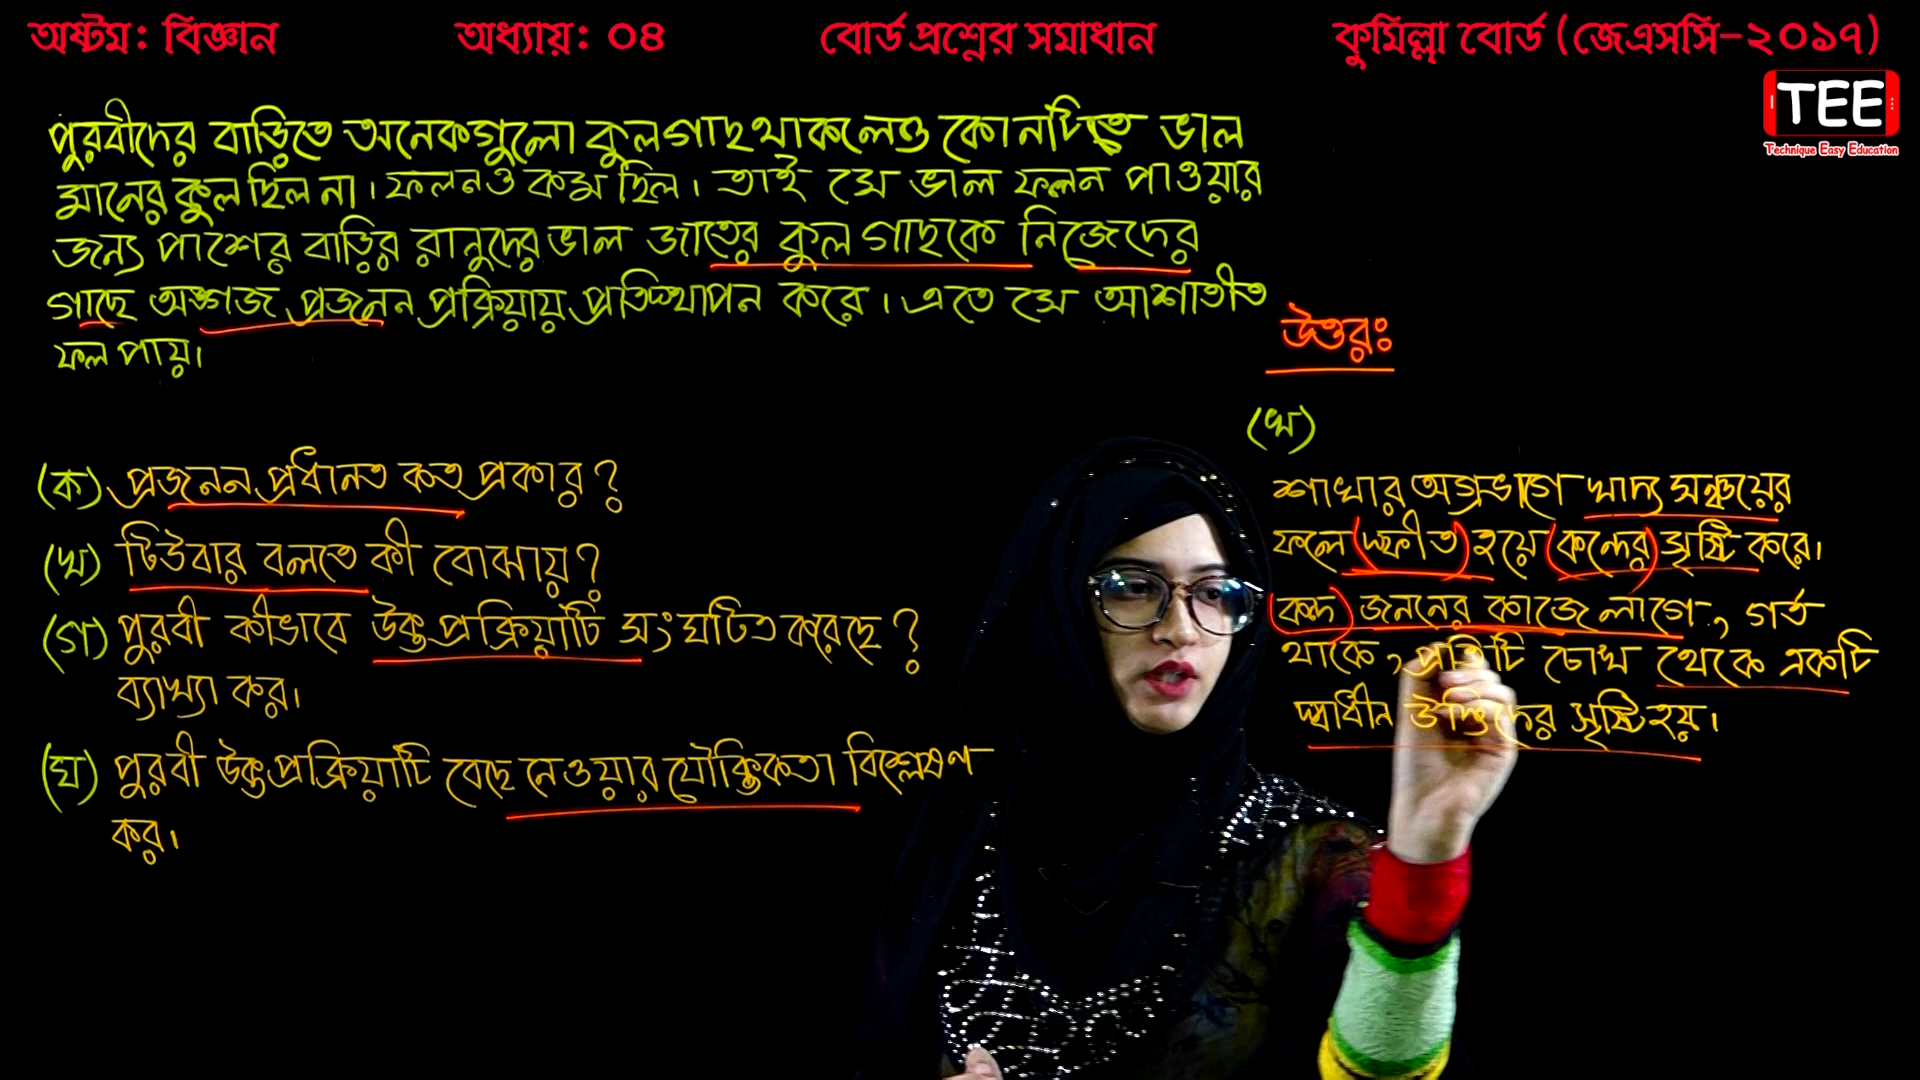 অষ্টম: বিজ্ঞান অধ্যায়: ০৪ বোর্ড প্রশ্নের সমাধান কুমিল্লা বোর্ড (জেএসসি-২০১৭)
TEE
Technique Easy Education
পুরবীদের বাড়িতে অনেকগুলো কুলগাছ থাকলেও কোনটিতে ভাল
মানের কুল ছিল না। ফলনও কম ছিল। তাই সে ভাল ফলন পাওয়ার
জন্য পাশের বাড়ির রানুদের ভাল জাতের কুল গাছকে নিজেদের
গাছে অঙ্গজ প্রজনন প্রক্রিয়ায় প্রতিস্থাপন করে। এতে সে আশাতীত
ফল পায়।
(ক) প্রজনন প্রধানত কত প্রকার?
(খ) টিউবার বলতে কী বোঝায়?
(গ) পুরবী কীভাবে উক্ত প্রক্রিয়াটি সংঘটিত করেছে?
ব্যাখ্যা কর।
(ঘ) পুরবী উক্ত প্রক্রিয়াটি বেছে নেওয়ার যৌক্তিকতা বিশ্লেষণ
কর।
উত্তরঃ
(খ)
শাখার অগ্রভাগে খাদ্য সঞ্চয়ের
ফলে স্ফীত হয়ে কন্দের সৃষ্টি করে।
কন্দ জননের কাজে লাগে, গর্ত
থাকে, প্রতিটি চোখ থেকে একটি
স্বাধীন উদ্ভিদের সৃষ্টি হয়।